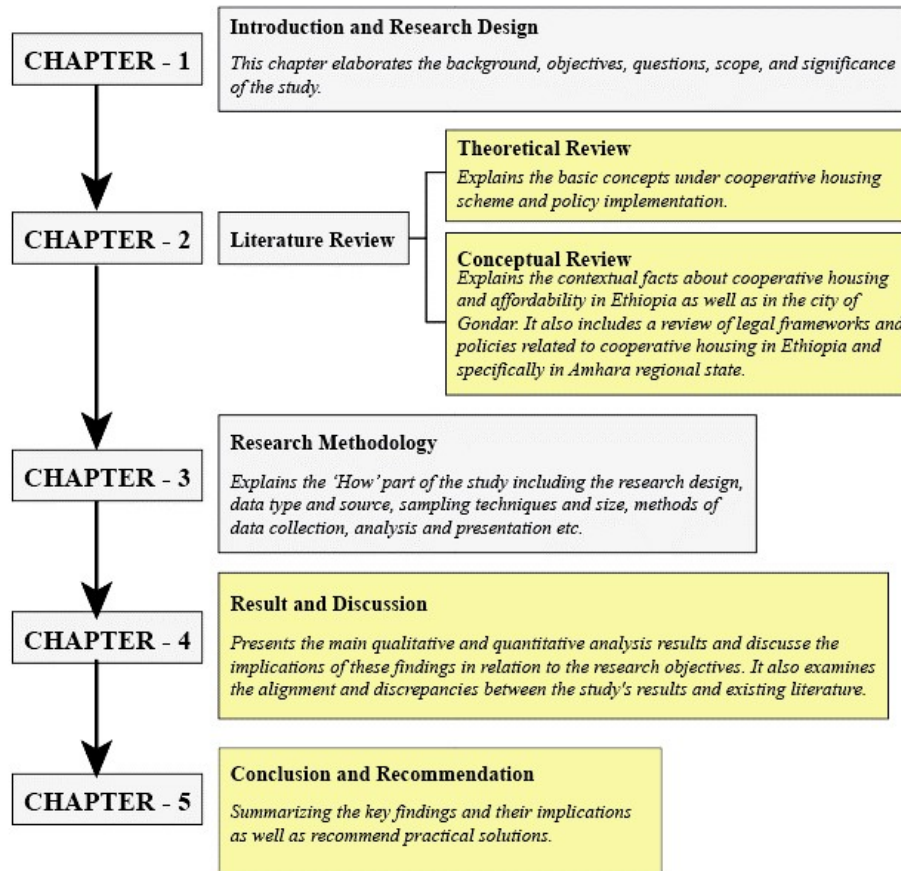 CHAPTER - 1
Introduction and Research Design
This chapter elaborates the background, objectives, questions, scope, and significance
of the study.
CHAPTER - 2
Literature Review
Theoretical Review
Explains the basic concepts under cooperative housing
scheme and policy implementation.
Conceptual Review
Explains the contextual facts about cooperative housing
and affordability in Ethiopia as well as in the city of
Gondar. It also includes a review of legal frameworks and
policies related to cooperative housing in Ethiopia and
specifically in Amhara regional state.
CHAPTER - 3
Research Methodology
Explains the ‘How’ part of the study including the research design,
data type and source, sampling techniques and size, methods of
data collection, analysis and presentation etc.
CHAPTER - 4
Result and Discussion
Presents the main qualitative and quantitative analysis results and discusse the
implications of these findings in relation to the research objectives. It also examines
the alignment and discrepancies between the study's results and existing literature.
CHAPTER - 5
Conclusion and Recommendation
Summarizing the key findings and their implications
as well as recommend practical solutions.